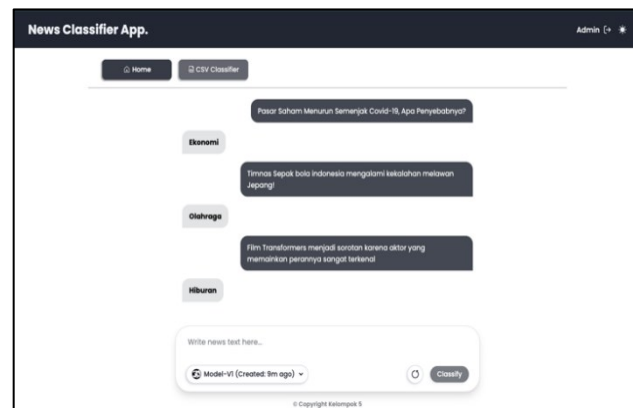 News Classifier App.
Admin
Home
CSV Classifier
Pasar Saham Menurun Semenjak Covid-19, Apa Penyebabnya?
Ekonomi
Timnas Sepak bola Indonesia mengalami kekalahan melawan
Jepang!
Olahraga
Film Transformers menjadi sorotan karena aktor yang
memainkan perannya sangat terkenal
Hiburan
Write news text here...
Model-V1 (Created: 9m ago)
Classify
© Copyright Kelompok 5